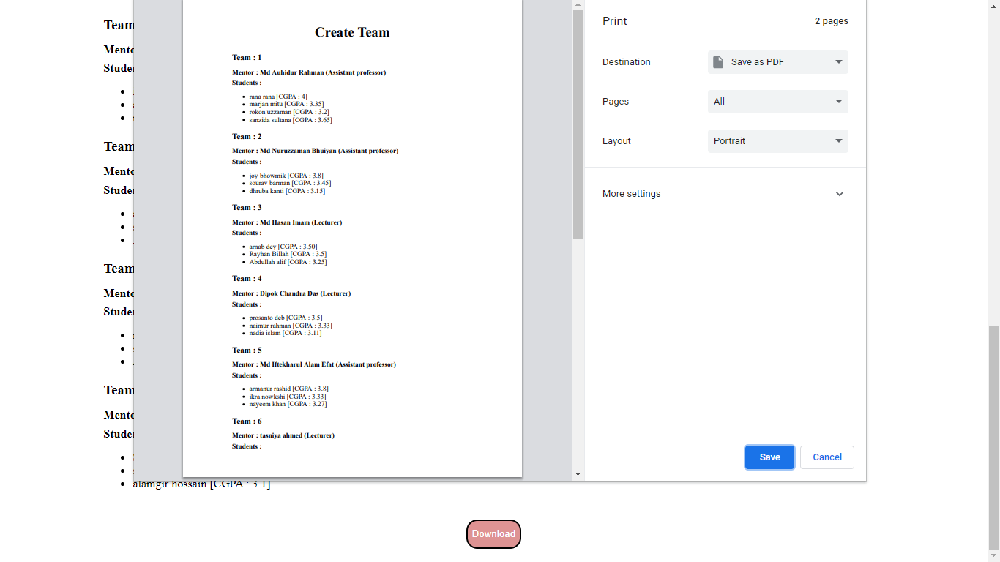 Team
Mento
Studer
Team
Mento
Studer
Team
Mento
Studer
Team
Mento
Studer
alamgir hossain [CGPA : 3.1]
Download
Create Team
Team : 1
Mentor : Md Auhidur Rahman (Assistant professor)
Students :
rana rana [CGPA : 4]
marjan mitu [CGPA : 3.35]
rokon uzzaman [CGPA : 3.2]
sanzida sultana [CGPA : 3.65]
Team : 2
Mentor : Md Nuruzzaman Bhuiyan (Assistant professor)
Students :
joy bhowmik [CGPA : 3.8]
sourav barman [CGPA : 3.45]
dhruba kanti [CGPA : 3.15]
Team : 3
Mentor : Md Hasan Imam (Lecturer)
Students :
arnab dey [CGPA : 3.50]
Rayhan Billah [CGPA : 3.5]
Abdullah alif [CGPA : 3.25]
Team : 4
Mentor : Dipok Chandra Das (Lecturer)
Students :
prosanto deb [CGPA : 3.5]
naimur rahman [CGPA : 3.33]
nadia islam [CGPA : 3.11]
Team : 5
Mentor : Md Iftekharul Alam Efat (Assistant professor)
Students :
armanur rashid [CGPA : 3.8]
ikra nowkshi [CGPA : 3.33]
nayeem khan [CGPA : 3.27]
Team : 6
Mentor : tasniya ahmed (Lecturer)
Students :
Print 2 pages
Destination Save as PDF
Pages All
Layout Portrait
More settings
Save Cancel